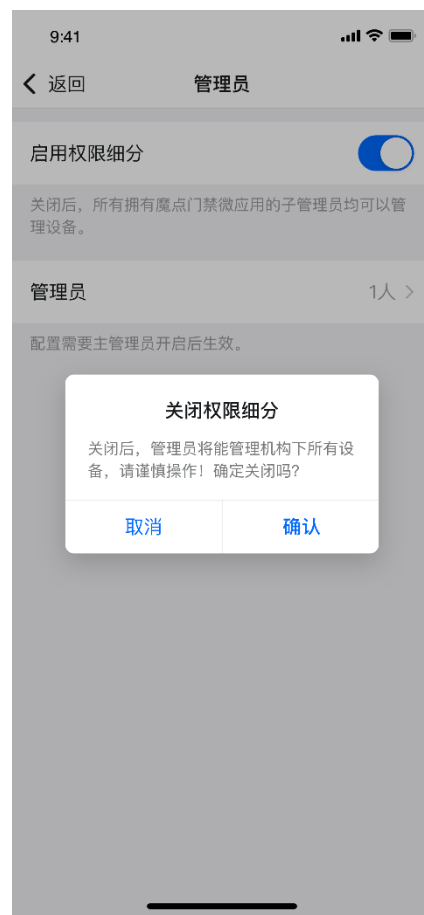 9:41
返回
管理员
启用权限细分
关闭后，所有拥有魔点门禁微应用的子管理员均可以管
理设备。
管理员
1人
配置需要主管理员开启后生效。
关闭权限细分
关闭后，管理员将能管理机构下所有设
备，请谨慎操作！确定关闭吗?
取消
确认